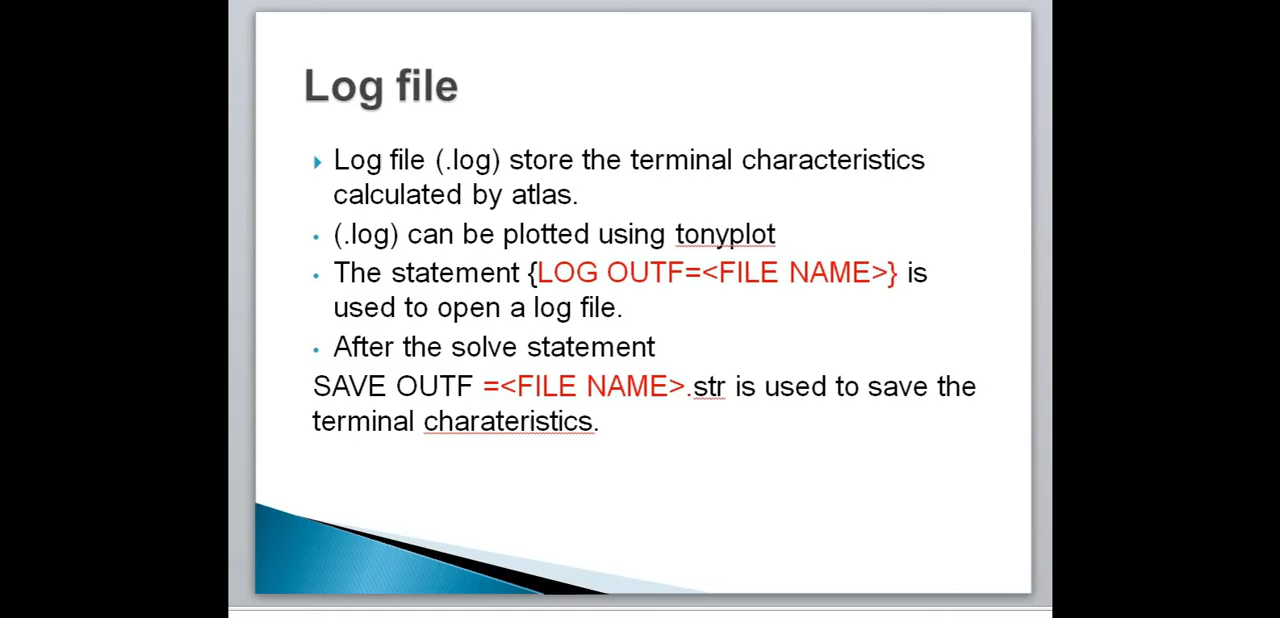 Log file
Log file (.log) store the terminal characteristics
calculated by atlas.
(.log) can be plotted using tonyplot
The statement {LOG OUTF=<FILE NAME>} is
used to open a log file.
After the solve statement
SAVE OUTF =<FILE NAME>.str is used to save the
terminal charateristics.